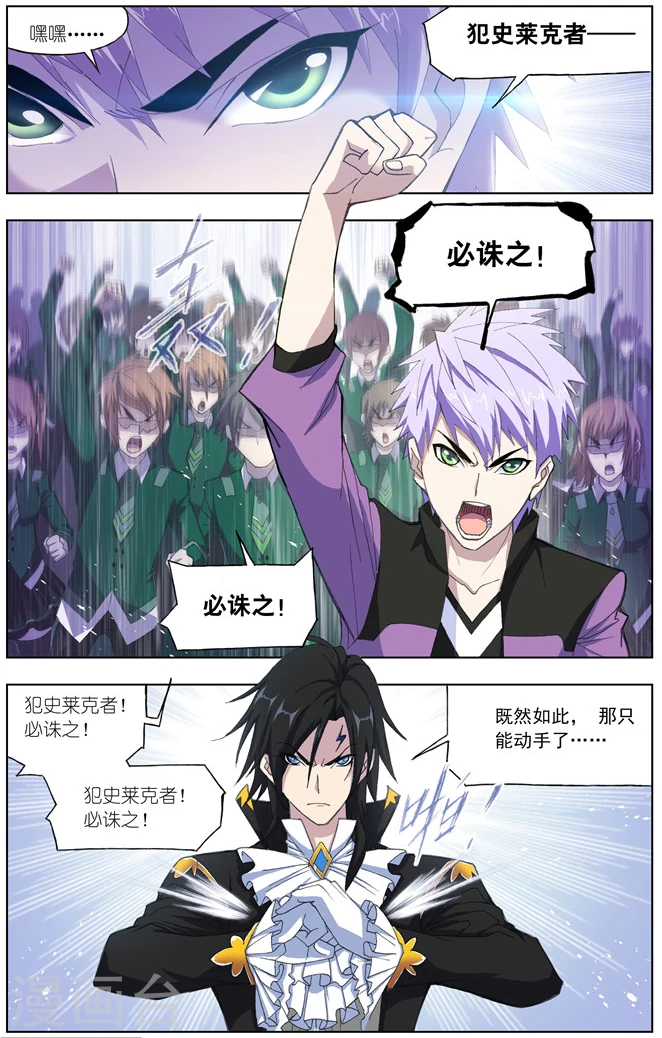 嘿嘿……
犯史莱克者——
必诛之！
必诛之！
犯史莱克者！
必诛之！
犯史莱克者！
必诛之！
既然如此， 那只
能动手了……
漫画台